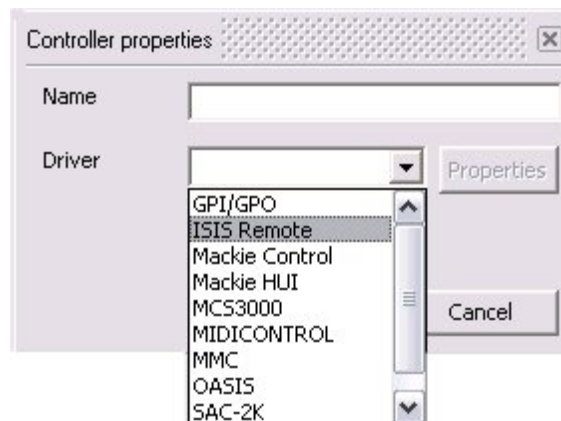 Controller properties
Name
Driver
Properties
GPI/GPO
ISIS Remote
Mackie Control
Mackie HUI
MCS3000
MIDICONTROL
MMC
OASIS
SAC-2K
Cancel